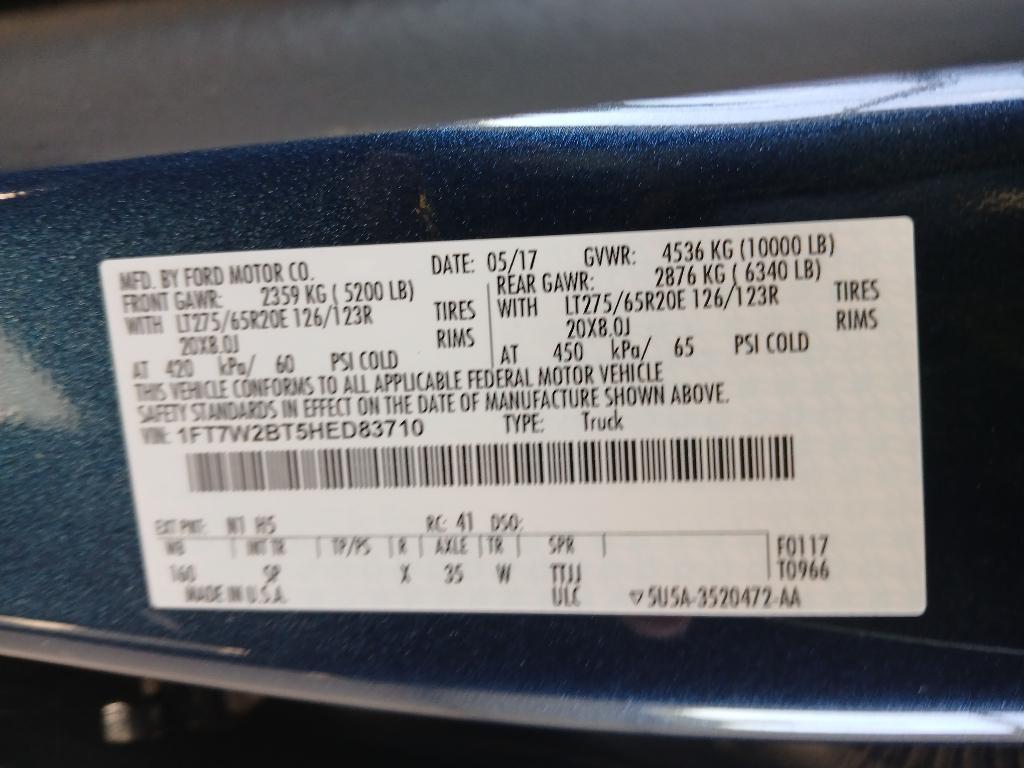 MFD. BY FORD MOTOR CO. DATE: 05/17 GVWR: 4536 KG (10000 LB)
FRONT GAWR: 2359 KG ( 5200 LB) REAR GAWR: 2876 KG ( 6340 LB)
WITH LT275/65R20E 126/123R TIRES WITH LT275/65R20E 126/123R TIRES
20X8.0J RIMS 20X8.0J RIMS
AT 420 kPa/ 60 PSI COLD AT 450 kPa/ 65 PSI COLD
THIS VEHICLE CONFORMS TO ALL APPLICABLE FEDERAL MOTOR VEHICLE
SAFETY STANDARDS IN EFFECT ON THE DATE OF MANUFACTURE SHOWN ABOVE.
VIN: 1FT7W2BT5HED83710 TYPE: Truck
EXT PNT: N1 HS RC: 41 DSO:
WB INT TR TP/PS R AXLE TR SPR F0117
160 SP X 35 W TTJJ T0966
MADE IN U.S.A. ULC ▽5U5A-3520472-AA